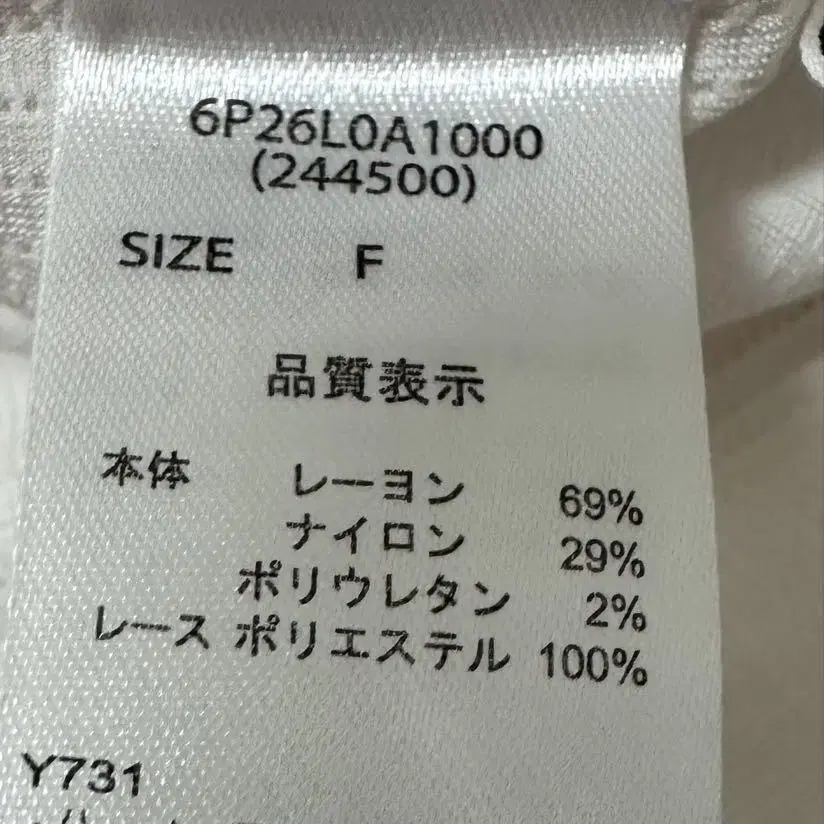 6P26L0A1000
(244500)
SIZE F
品質表示
本体 レーヨン 69%
ナイロン 29%
ポリウレタン 2%
レース ポリエステル 100%
Y731